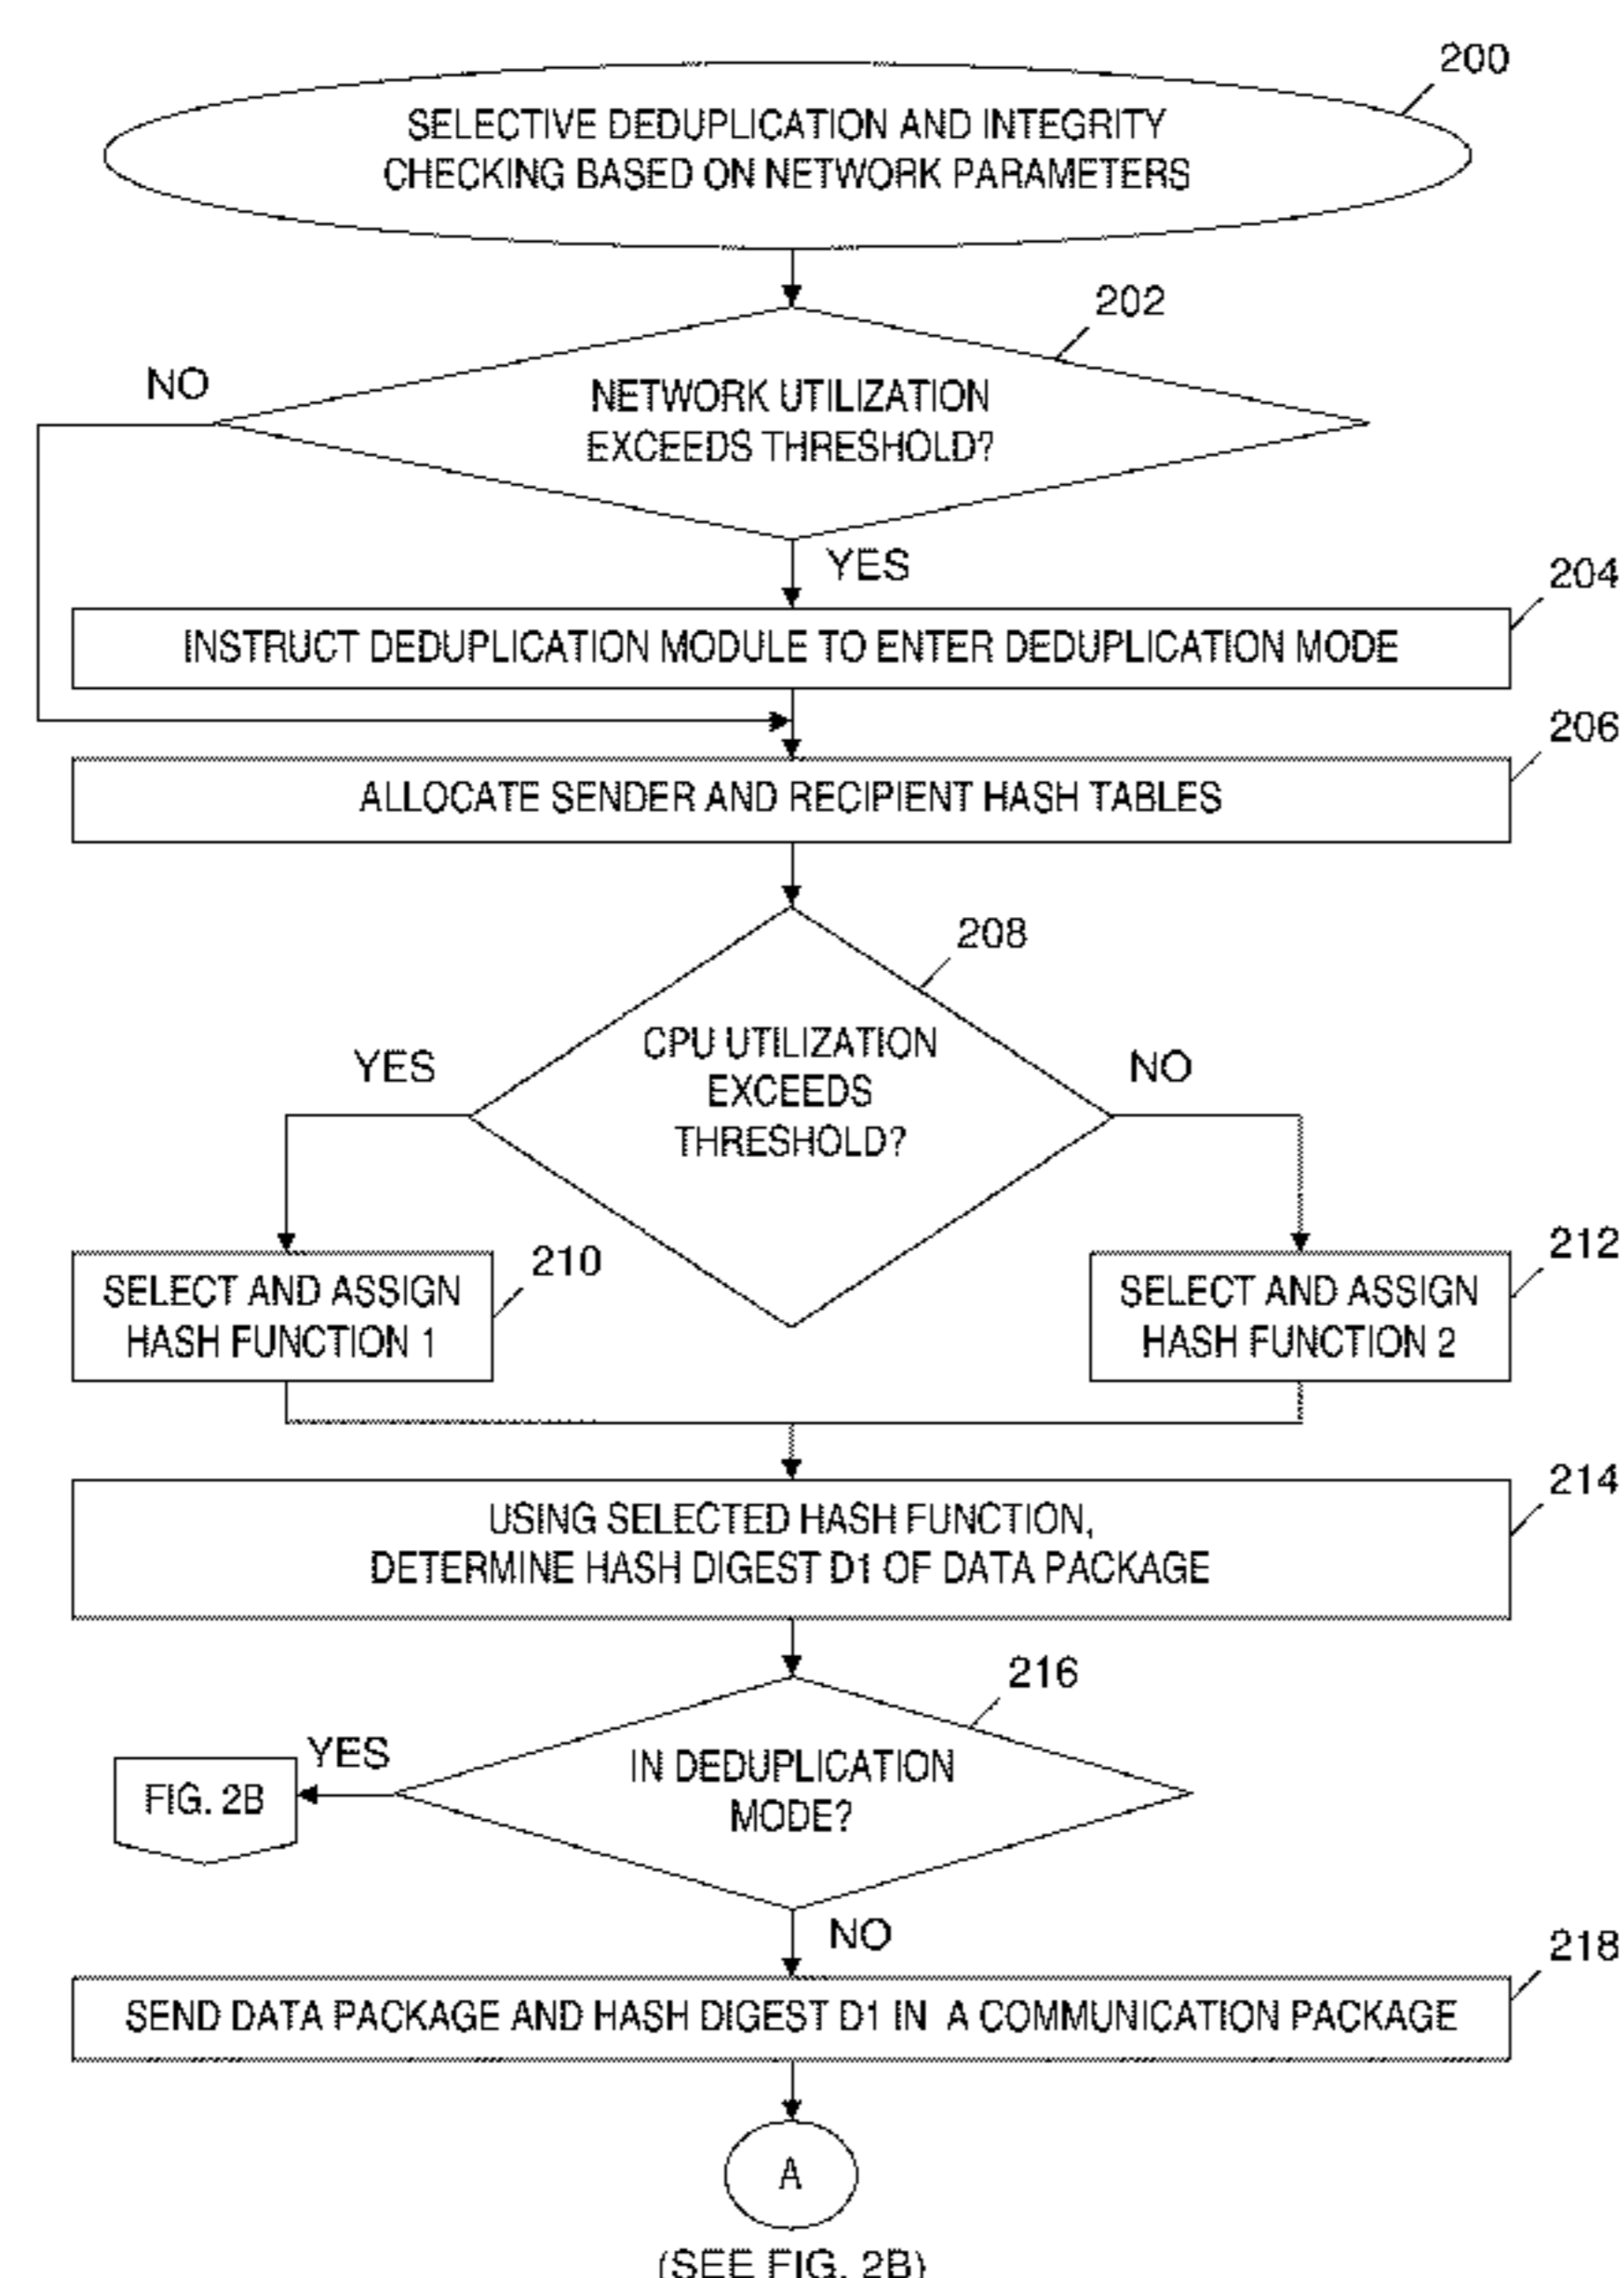 200
SELECTIVE DEDUPLICATION AND INTEGRITY
CHECKING BASED ON NETWORK PARAMETERS
202
NO
NETWORK UTILIZATION
EXCEEDS THRESHOLD?
YES
204
INSTRUCT DEDUPLICATION MODULE TO ENTER DEDUPLICATION MODE
206
ALLOCATE SENDER AND RECIPIENT HASH TABLES
208
CPU UTILIZATION
EXCEEDS
THRESHOLD?
YES
NO
210
SELECT AND ASSIGN
HASH FUNCTION 1
212
SELECT AND ASSIGN
HASH FUNCTION 2
214
USING SELECTED HASH FUNCTION,
DETERMINE HASH DIGEST D1 OF DATA PACKAGE
216
IN DEDUPLICATION
MODE?
YES
FIG. 2B
NO
218
SEND DATA PACKAGE AND HASH DIGEST D1 IN A COMMUNICATION PACKAGE
A
(SEE FIG. 2B)